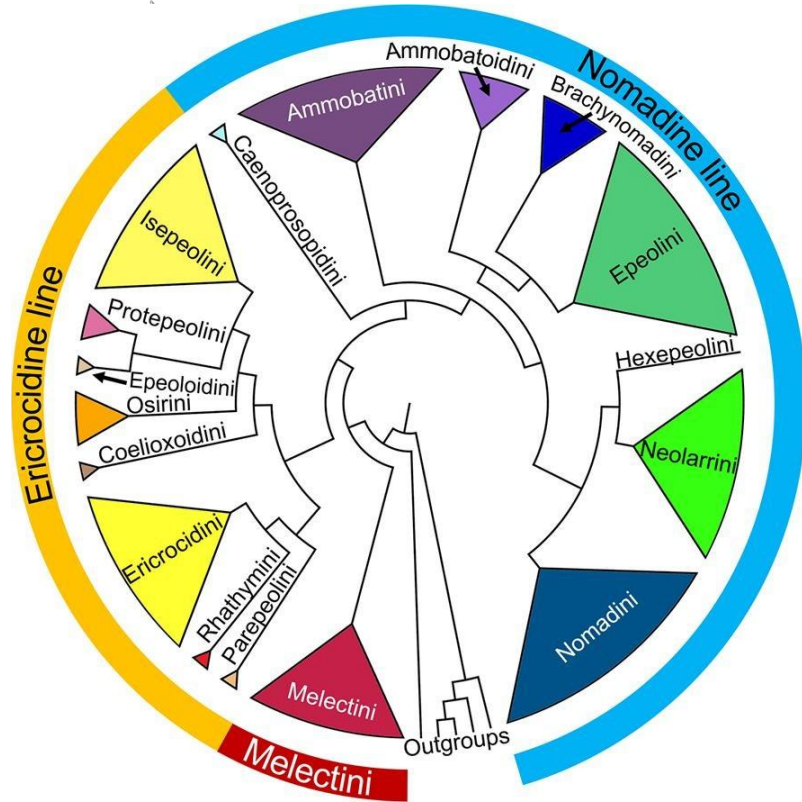 Nomadine line
Ammobatoidini
Brachynomadini
Ammobatini
Caenoprosopidini
Epeolini
Isepeolini
Protepeolini
Hexepeolini
Epeoloidini
Osirini
Coelioxoidini
Neolarrini
Ericrocidine line
Ericrocidini
Rhathymini
Parepeolini
Nomadini
Melectini
Outgroups
Melectini